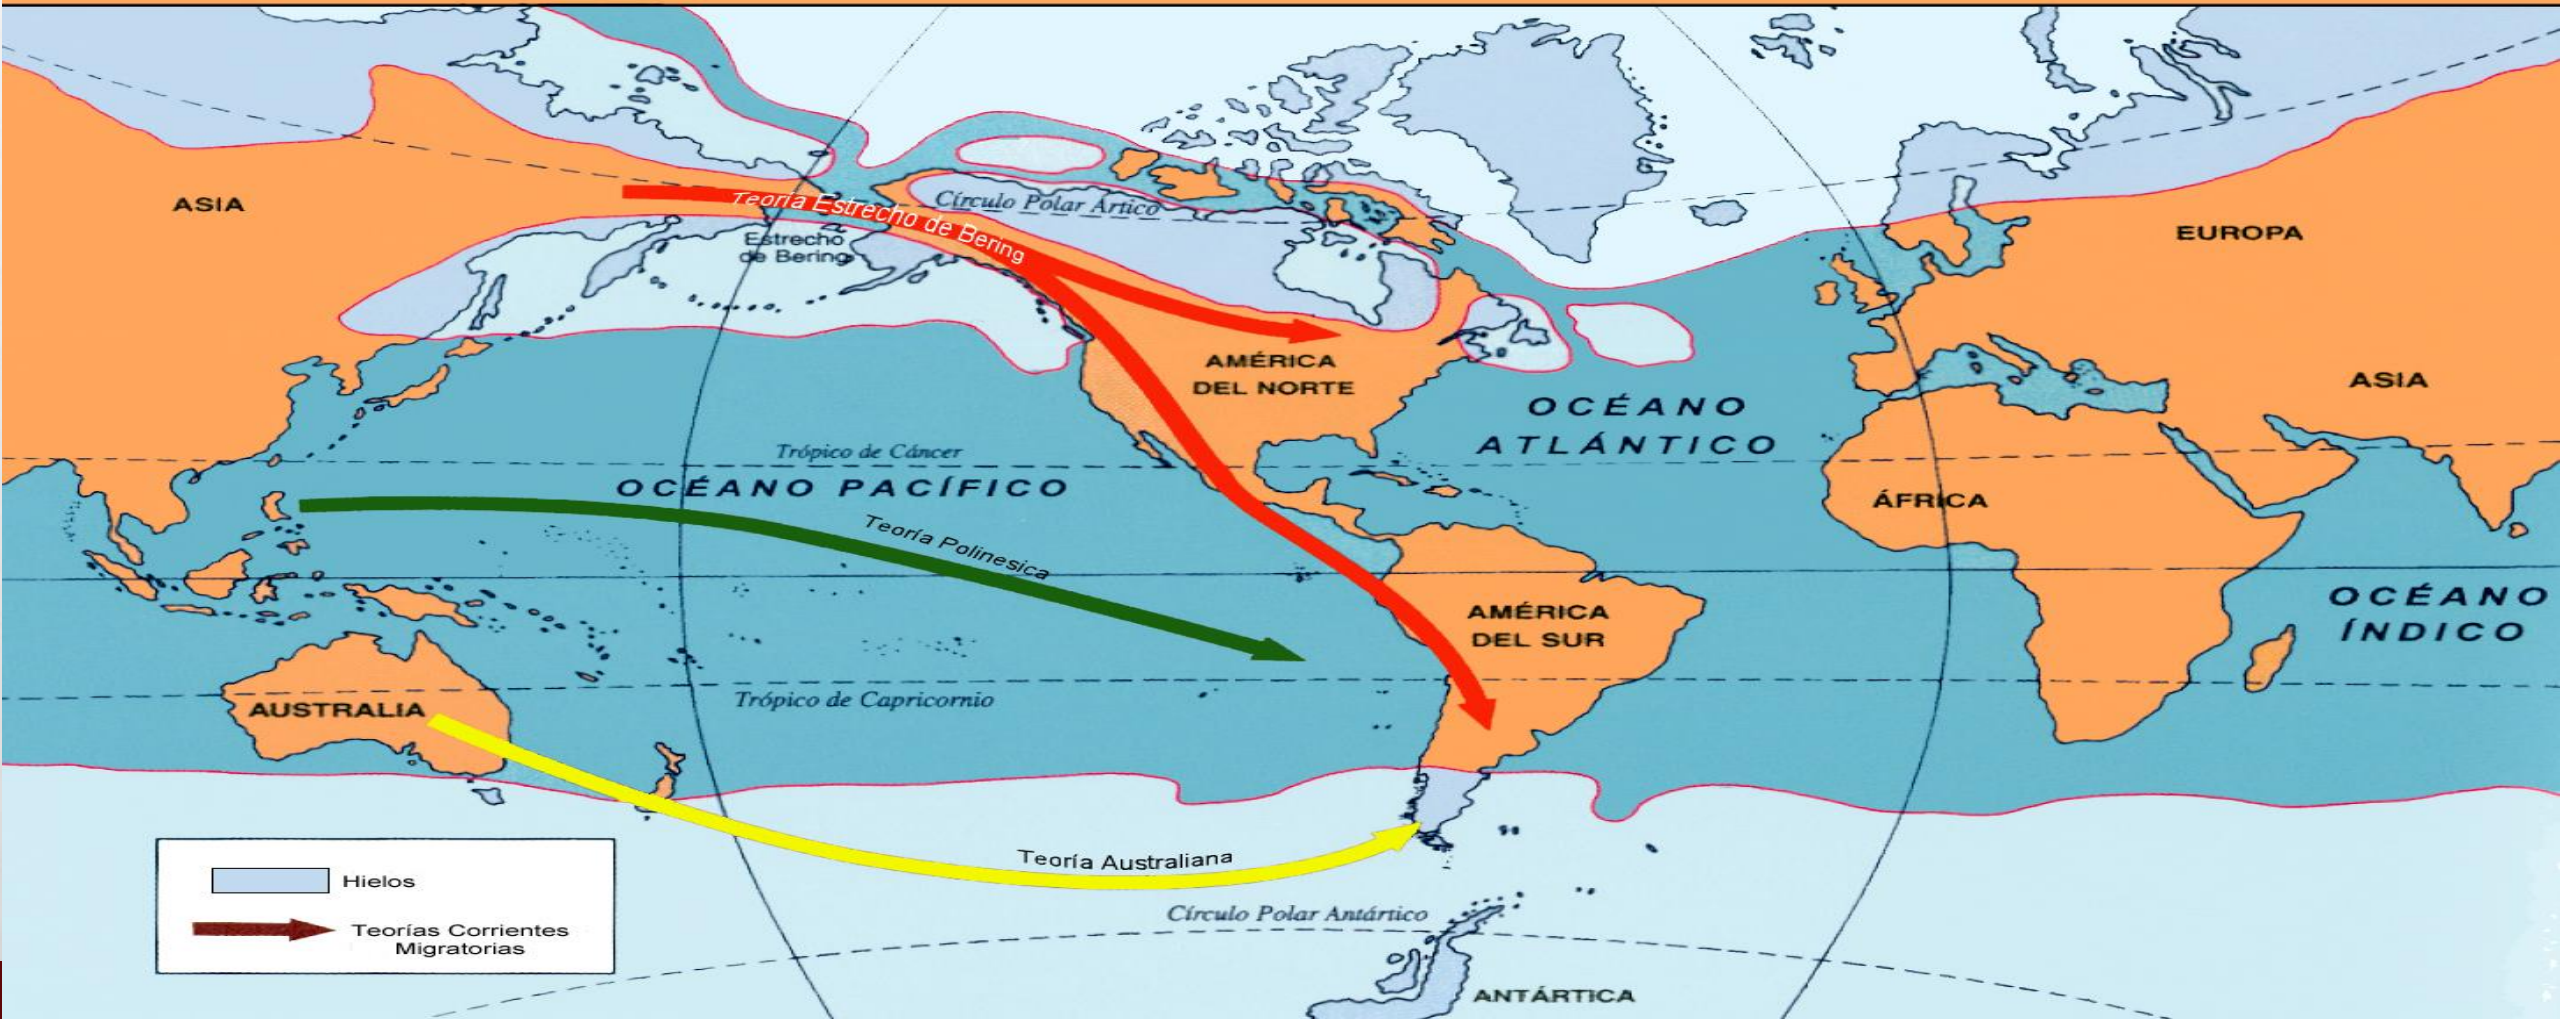 ASIA
Teoría Estrecho de Bering
Círculo Polar Ártico
Estrecho
de Bering
EUROPA
AMÉRICA
DEL NORTE
ASIA
OCÉANO
ATLÁNTICO
Trópico de Cáncer
OCÉANO PACÍFICO
ÁFRICA
Teoría Polinesica
AMÉRICA
DEL SUR
OCÉANO
ÍNDICO
AUSTRALIA
Trópico de Capricornio
Teoría Australiana
Hielos
Círculo Polar Antártico
Teorías Corrientes
Migratorias
ANTÁRTICA